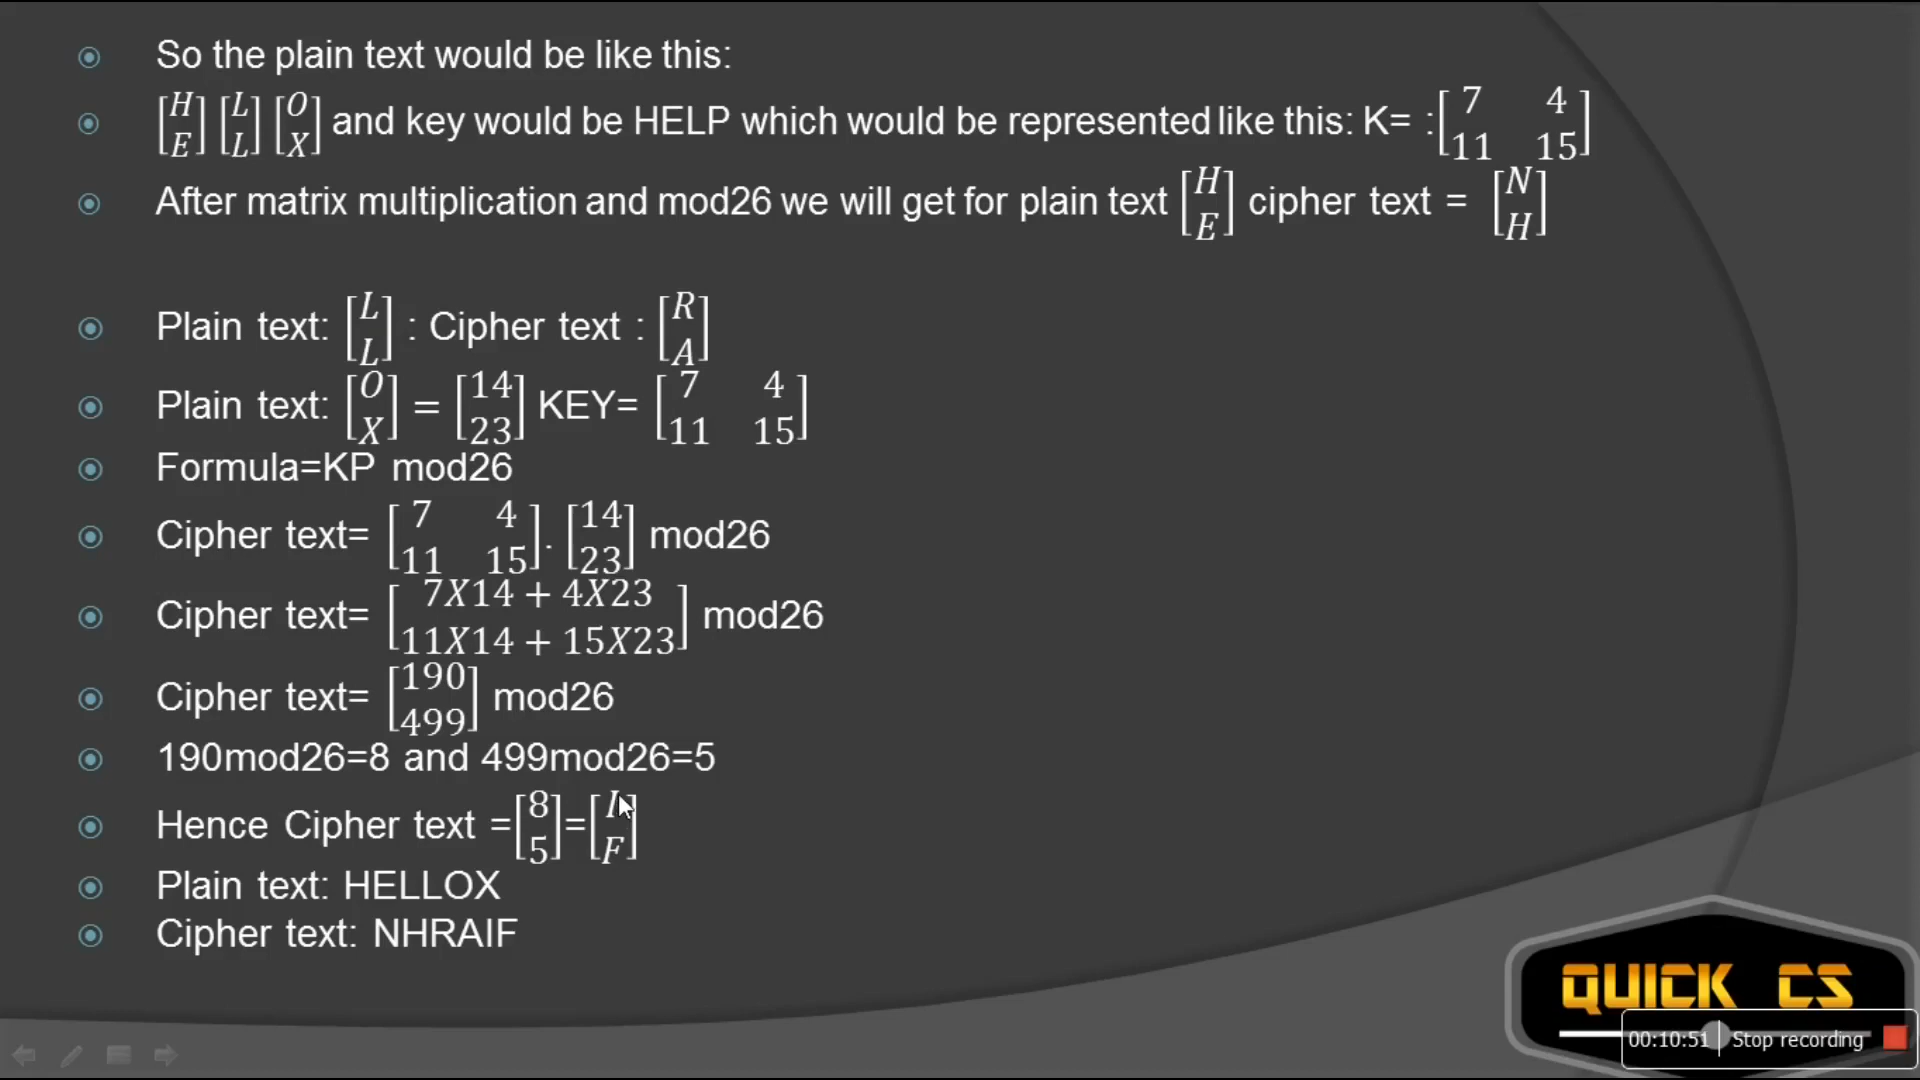 So the plain text would be like this:
[H E] [L L] [O X] and key would be HELP which would be represented like this: K= :[7 4 11 15]
After matrix multiplication and mod26 we will get for plain text [H E] cipher text = [N H]
Plain text: [L L] : Cipher text : [R A]
Plain text: [O X] = [14 23] KEY= [7 4 11 15]
Formula=KP mod26
Cipher text= [7 4 11 15]. [14 23] mod26
Cipher text= [7X14 + 4X23 11X14 + 15X23] mod26
Cipher text= [190 499] mod26
190mod26=8 and 499mod26=5
Hence Cipher text =[8 5]=[I F]
Plain text: HELLOX
Cipher text: NHRAIF
QUICK CS
00:10:51 Stop recording